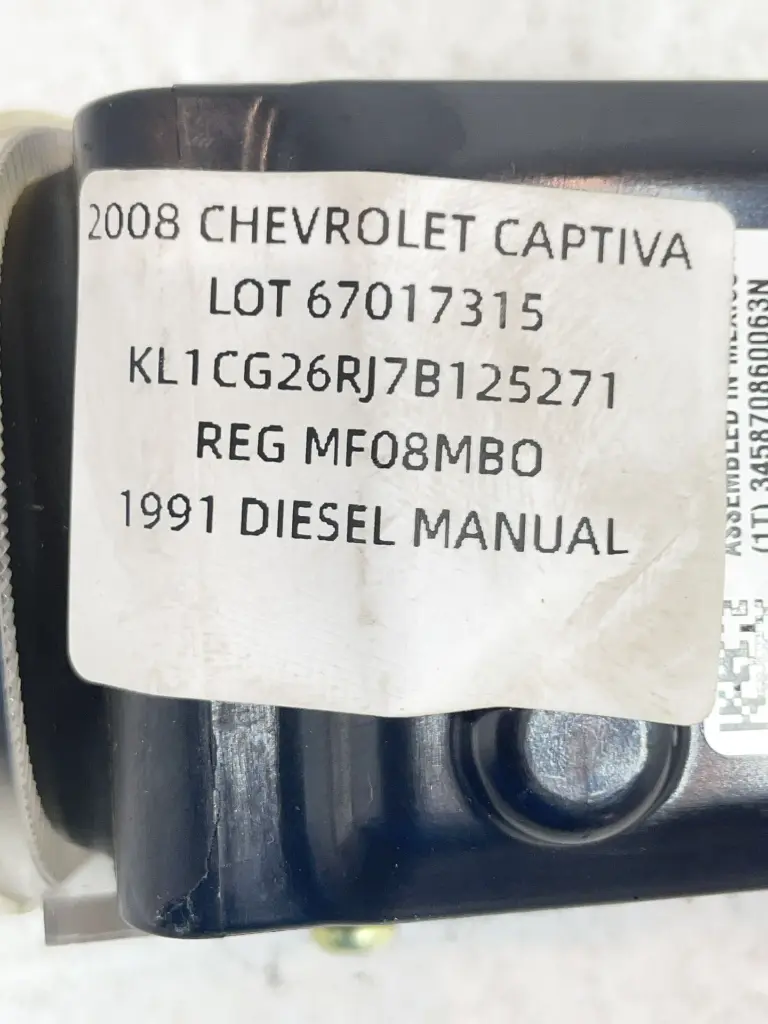 2008 CHEVROLET CAPTIVA
LOT 67017315
KL1CG26RJ7B125271
REG MF08MBO
1991 DIESEL MANUAL
ASSEMBLED IN MEXICO
(1T) 345870860063N